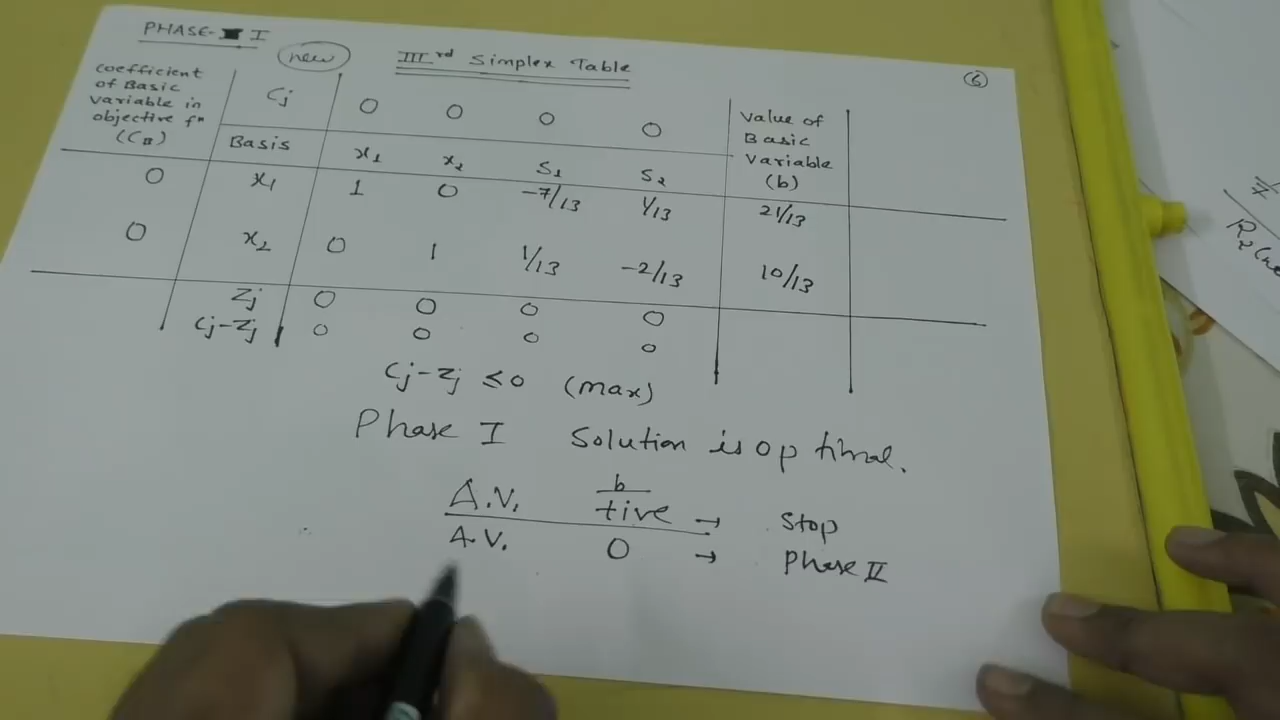 PHASE- I
new
IIIrd Simplex Table
6
coefficient of Basic Variable in objective fn (CB)
Cj 0 0 0 0
Value of Basic Variable (b)
Basis x1 x2 S1 S2
0 x1 1 0 -7/13 1/13 21/13
0 x2 0 1 1/13 -2/13 10/13
Zj 0 0 0 0
Cj-Zj 0 0 0 0
Cj-Zj ≤0 (max)
Phase I Solution is optimal.
A.V. b
tive → Stop
A.V. 0 → Phase II